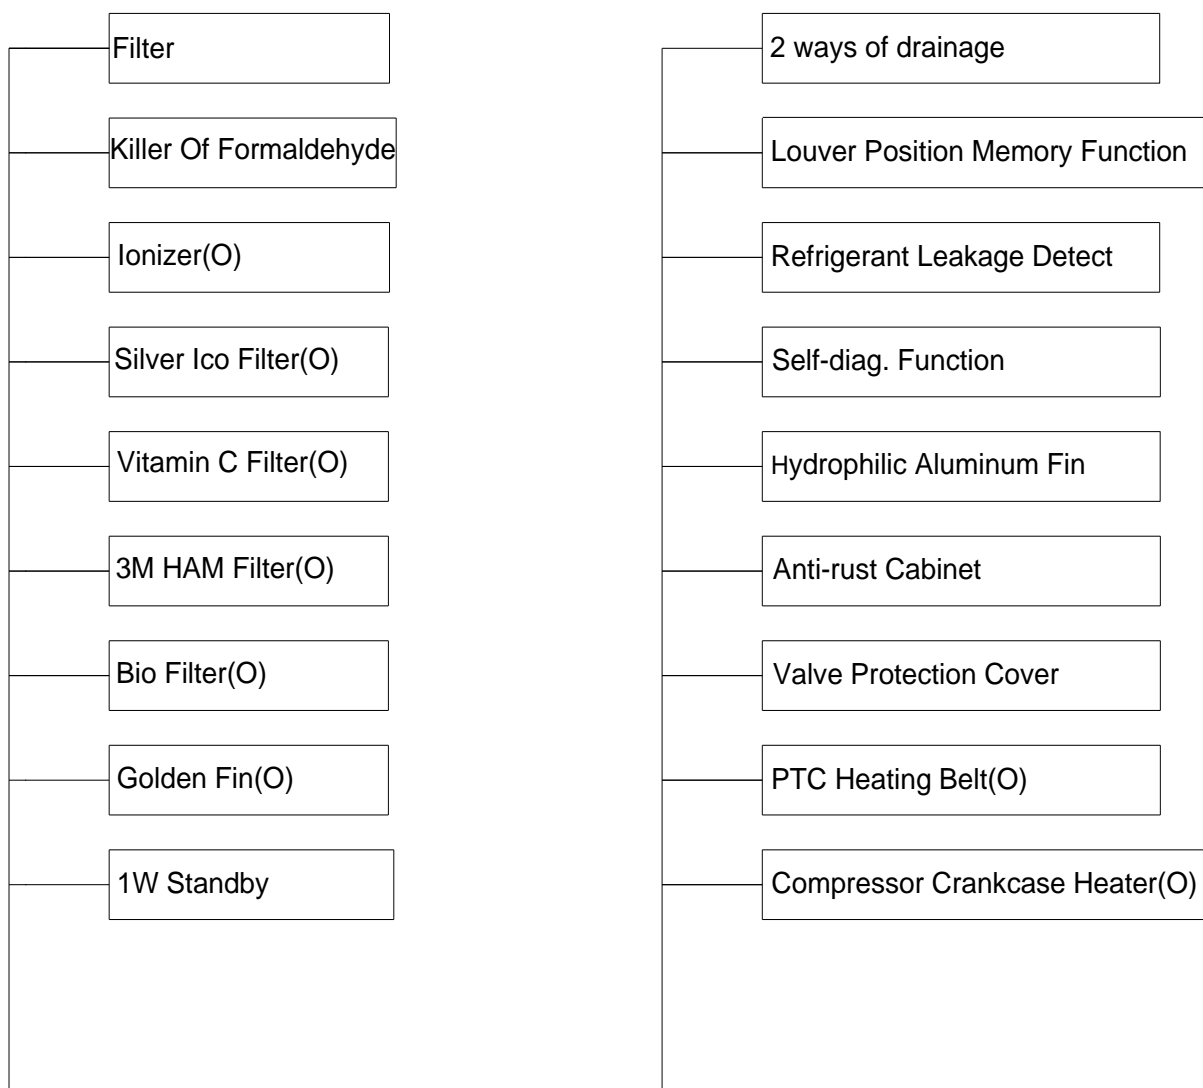 Filter
Killer Of Formaldehyde
Ionizer(O)
Silver Ico Filter(O)
Vitamin C Filter(O)
3M HAM Filter(O)
Bio Filter(O)
Golden Fin(O)
1W Standby
2 ways of drainage
Louver Position Memory Function
Refrigerant Leakage Detect
Self-diag. Function
Hydrophilic Aluminum Fin
Anti-rust Cabinet
Valve Protection Cover
PTC Heating Belt(O)
Compressor Crankcase Heater(O)